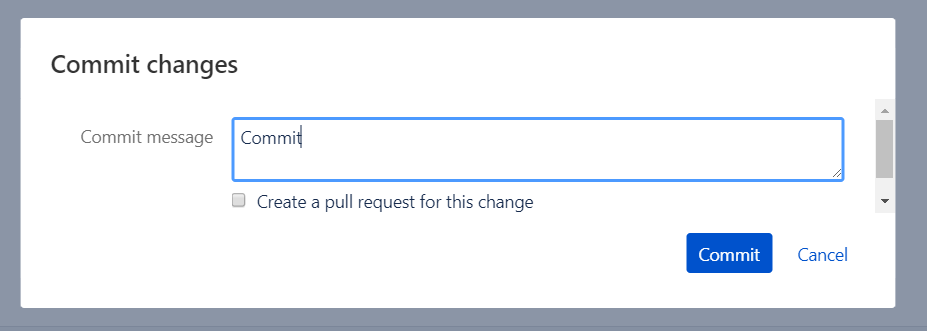 Commit changes
Commit message
Commit
Create a pull request for this change
Commit
Cancel